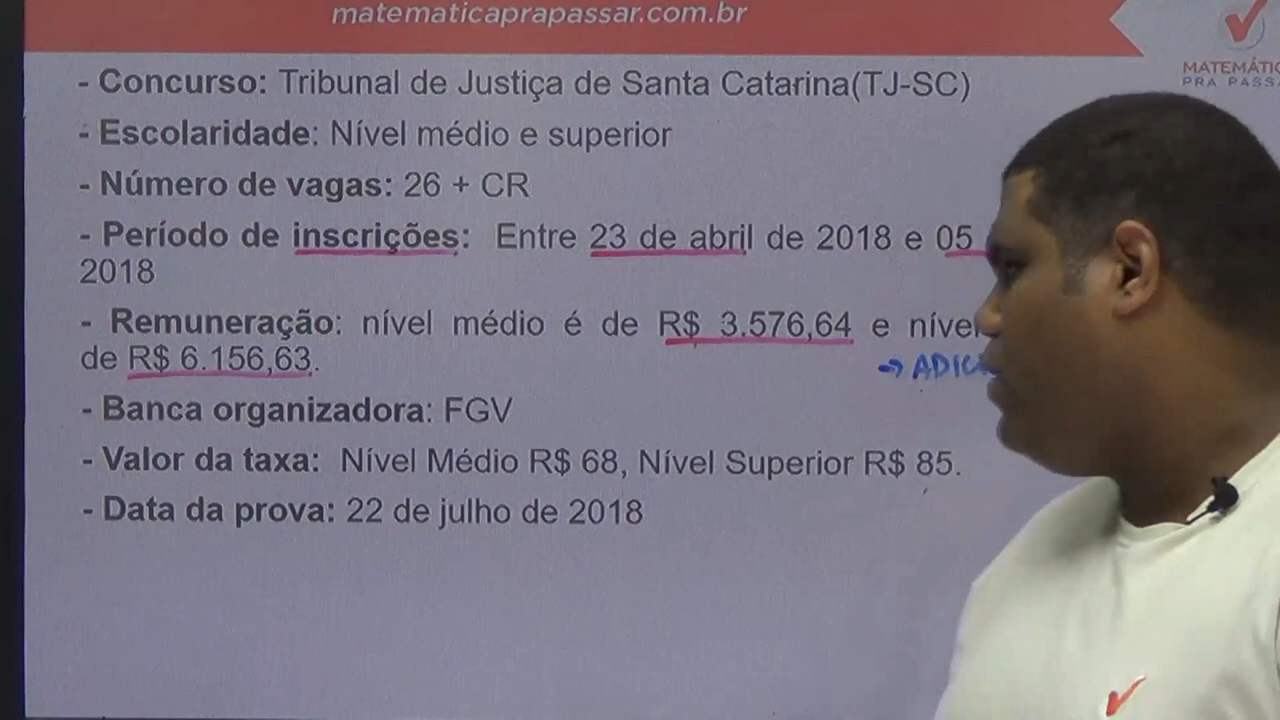 matematicaprapassar.com.br
MATEMÁTIC
PRA PASSA
- Concurso: Tribunal de Justiça de Santa Catarina(TJ-SC)
- Escolaridade: Nível médio e superior
- Número de vagas: 26 + CR
- Período de inscrições: Entre 23 de abril de 2018 e 05
2018
- Remuneração: nível médio é de R$ 3.576,64 e níve
de R$ 6.156,63.
- Banca organizadora: FGV
- Valor da taxa: Nível Médio R$ 68, Nível Superior R$ 85.
- Data da prova: 22 de julho de 2018